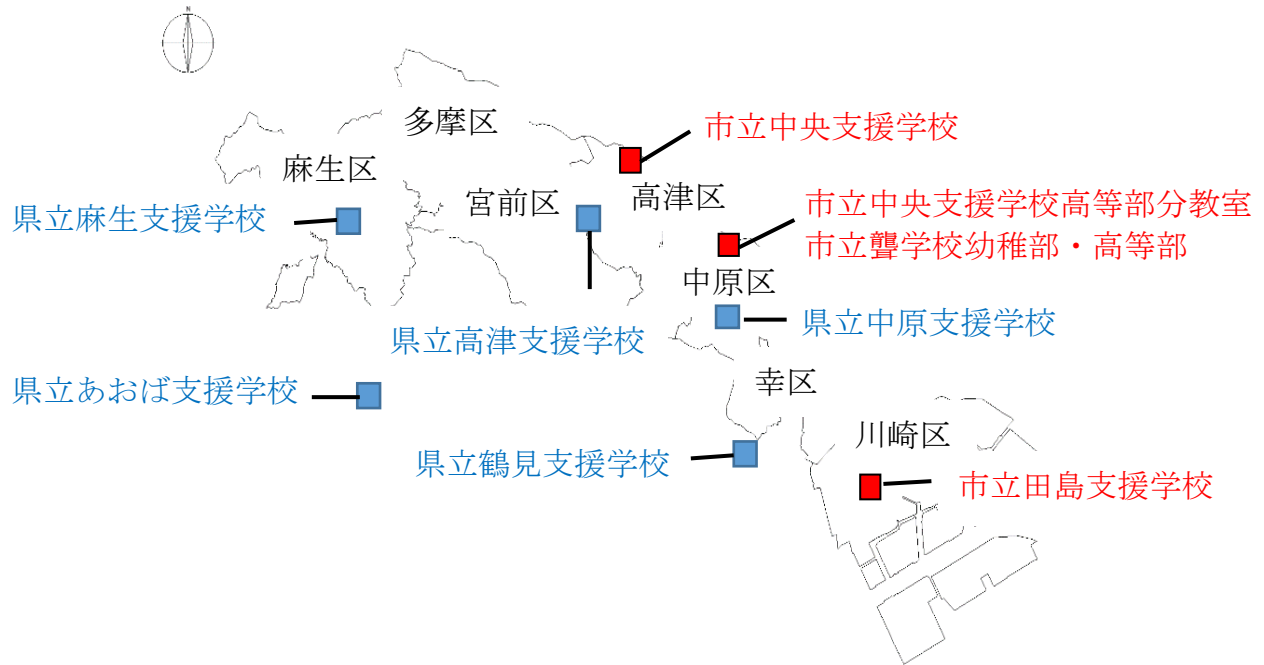 N
多摩区
市立中央支援学校
麻生区
宮前区
高津区
県立麻生支援学校
市立中央支援学校高等部分教室
市立聾学校幼稚部・高等部
中原区
県立高津支援学校
県立中原支援学校
県立あおば支援学校
幸区
川崎区
県立鶴見支援学校
市立田島支援学校